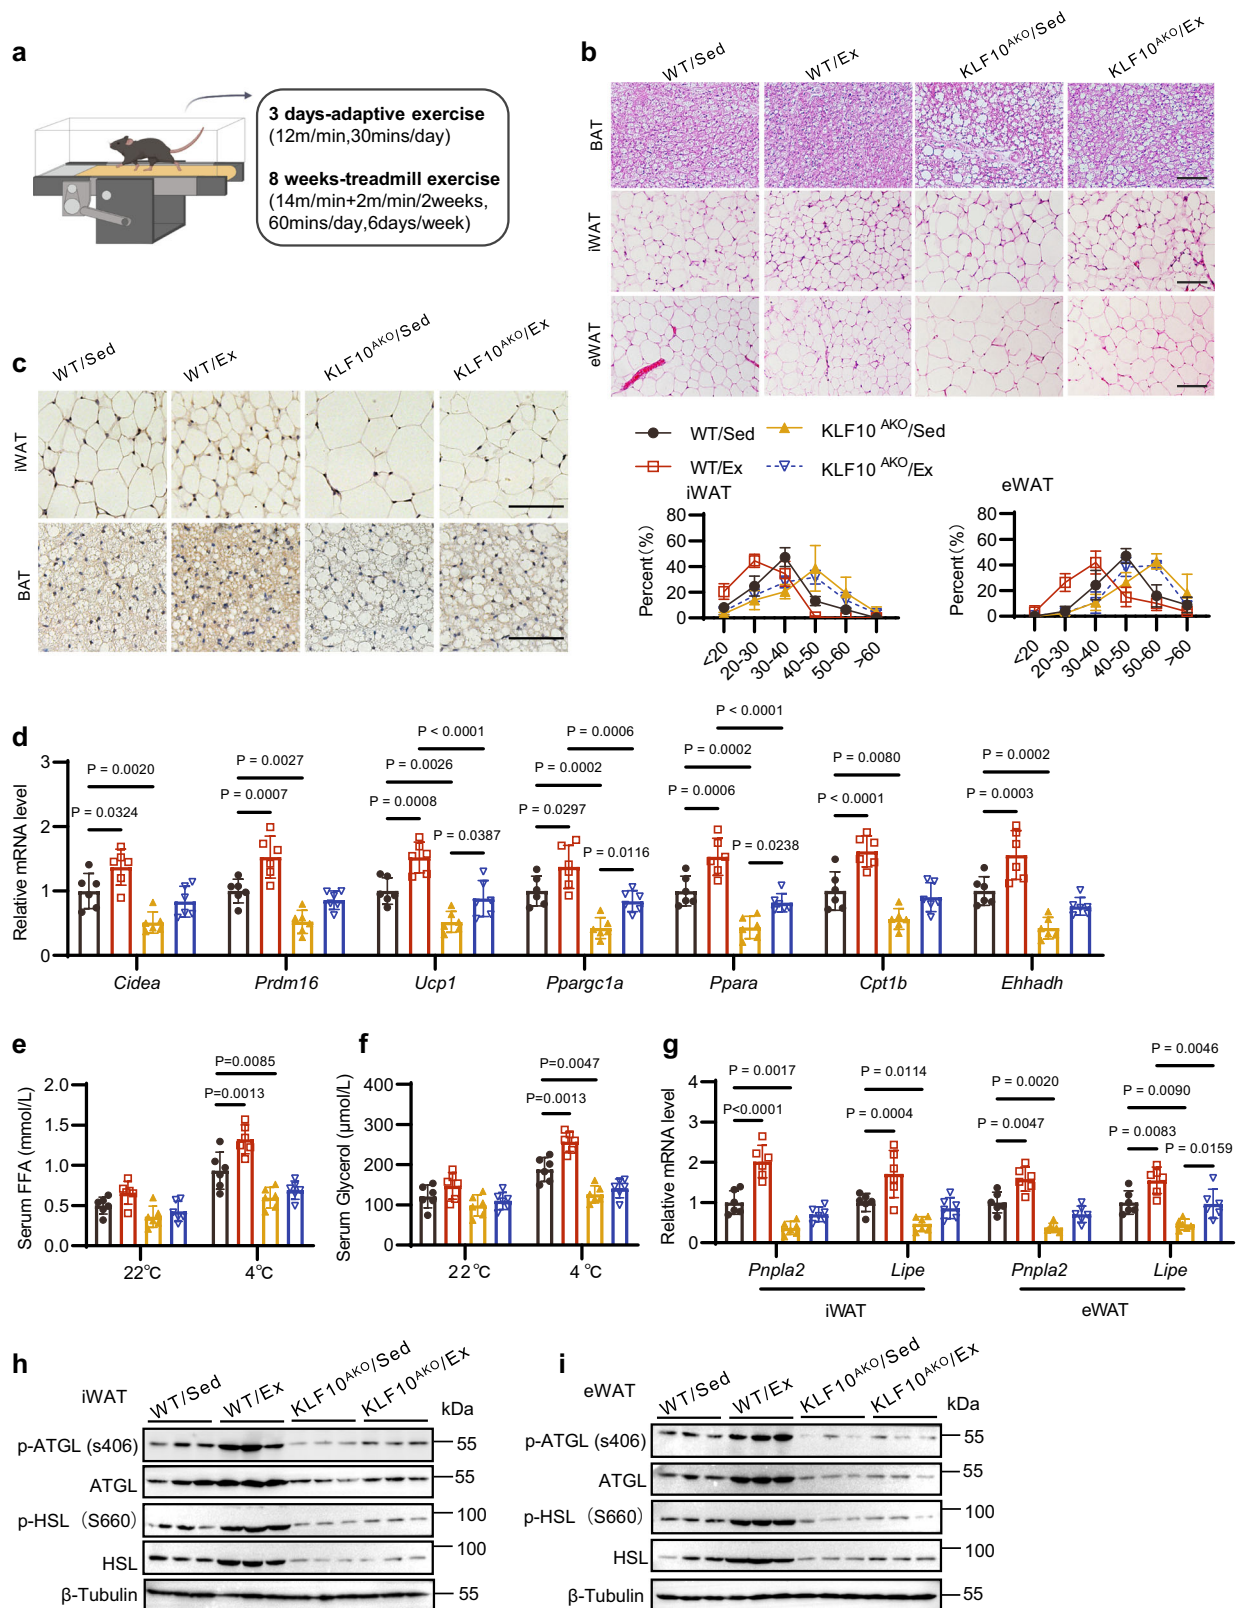 a
3 days-adaptive exercise
(12m/min,30mins/day)
8 weeks-treadmill exercise
(14m/min+2m/min/2weeks,
60mins/day,6days/week)
b
WT/Sed WT/Ex KLF10AKO/Sed KLF10AKO/Ex
BAT
iWAT
eWAT
WT/Sed KLF10 AKO/Sed
WT/Ex KLF10 AKO/Ex
iWAT eWAT
Percent(%) 80 60 40 20 0
<20 20-30 30-40 40-50 50-60 >60
Percent(%) 80 60 40 20 0
<20 20-30 30-40 40-50 50-60 >60
c
WT/Sed WT/Ex KLF10AKO/Sed KLF10AKO/Ex
iWAT
BAT
d
Relative mRNA level
3 2 1 0
P = 0.0020
P = 0.0324
P = 0.0027
P = 0.0007
P < 0.0001
P = 0.0026
P = 0.0008
P = 0.0387
P = 0.0006
P = 0.0002
P = 0.0297
P = 0.0116
P < 0.0001
P = 0.0002
P = 0.0006
P = 0.0238
P = 0.0080
P < 0.0001
P = 0.0002
P = 0.0003
Cidea Prdm16 Ucp1 Ppargc1a Ppara Cpt1b Ehhadh
e
Serum FFA (mmol/L)
2.0 1.5 1.0 0.5 0.0
P=0.0085
P=0.0013
22℃ 4℃
f
Serum Glycerol (μmol/L)
400 300 200 100 0
P=0.0047
P=0.0013
22℃ 4℃
g
Relative mRNA level
4 3 2 1 0
P = 0.0017
P<0.0001
P = 0.0114
P = 0.0004
P = 0.0020
P = 0.0047
P = 0.0046
P = 0.0090
P = 0.0083
P = 0.0159
Pnpla2 Lipe Pnpla2 Lipe
iWAT eWAT
h
iWAT WT/Sed WT/Ex KLF10AKO/Sed KLF10AKO/Ex kDa
p-ATGL (s406) 55
ATGL 55
p-HSL（S660） 100
HSL 100
β-Tubulin 55
i
eWAT WT/Sed WT/Ex KLF10AKO/Sed KLF10AKO/Ex kDa
p-ATGL (s406) 55
ATGL 55
p-HSL（S660） 100
HSL 100
β-Tubulin 55